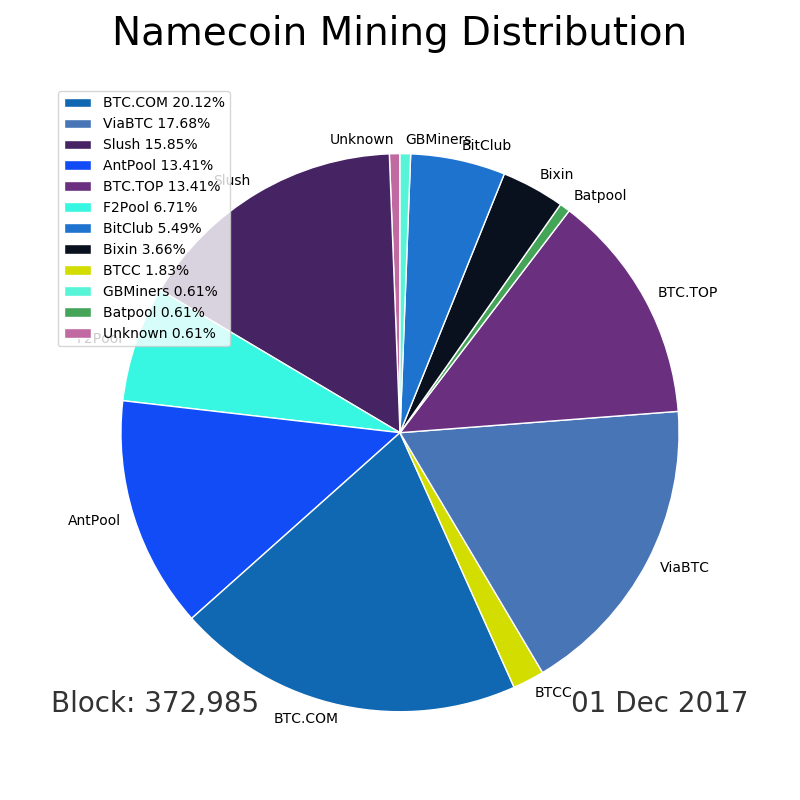 Namecoin Mining Distribution
BTC.COM 20.12%
ViaBTC 17.68%
Slush 15.85%
AntPool 13.41%
BTC.TOP 13.41%
F2Pool 6.71%
BitClub 5.49%
Bixin 3.66%
BTCC 1.83%
GBMiners 0.61%
Batpool 0.61%
Unknown 0.61%
Unknown
GBMiners
BitClub
Bixin
Batpool
Slush
BTC.TOP
F2Pool
AntPool
ViaBTC
BTCC
BTC.COM
Block: 372,985
01 Dec 2017